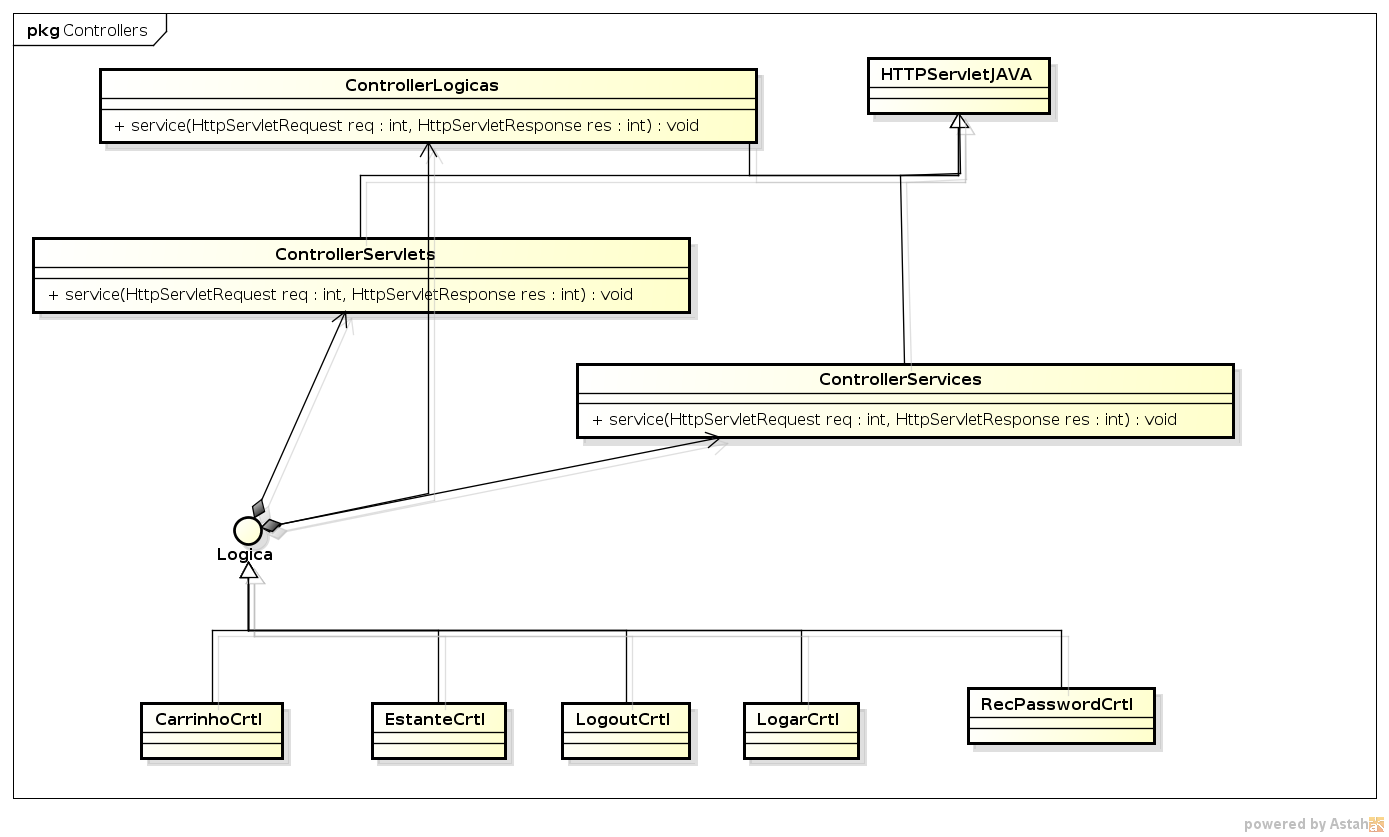 pkg Controllers
HTTPServletJAVA
ControllerLogicas
+ service(HttpServletRequest req : int, HttpServletResponse res : int) : void
ControllerServlets
+ service(HttpServletRequest req : int, HttpServletResponse res : int) : void
ControllerServices
+ service(HttpServletRequest req : int, HttpServletResponse res : int) : void
Logica
CarrinhoCrtl
EstanteCrtl
LogoutCrtl
LogarCrtl
RecPasswordCrtl
powered by Astah